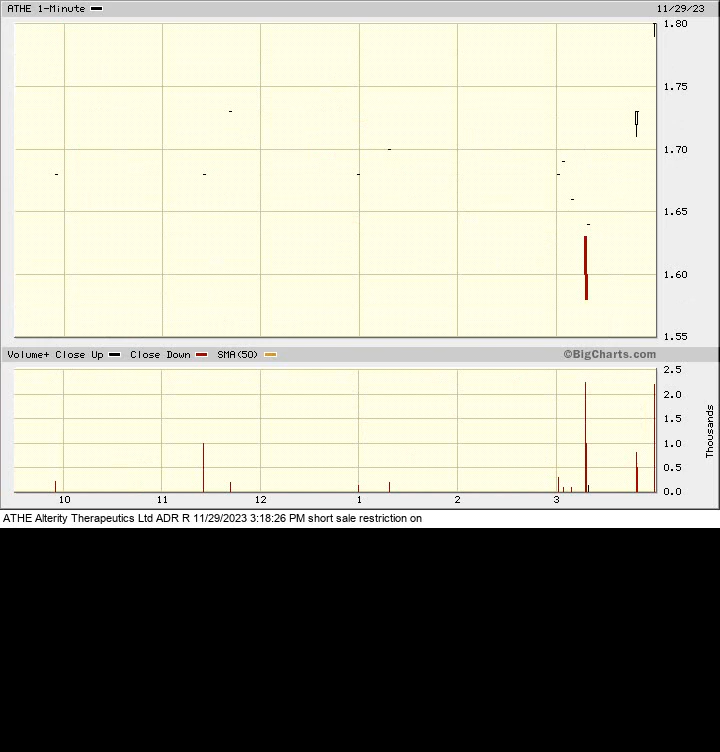 ATHE 1-Minute 11/29/23
1.80
1.75
1.70
1.65
1.60
1.55
Volume+ Close Up Close Down SMA(50) ©BigCharts.com
2.5
2.0
1.5
1.0
0.5
0.0
Thousands
10 11 12 1 2 3
ATHE Alterity Therapeutics Ltd ADR R 11/29/2023 3:18:26 PM short sale restriction on